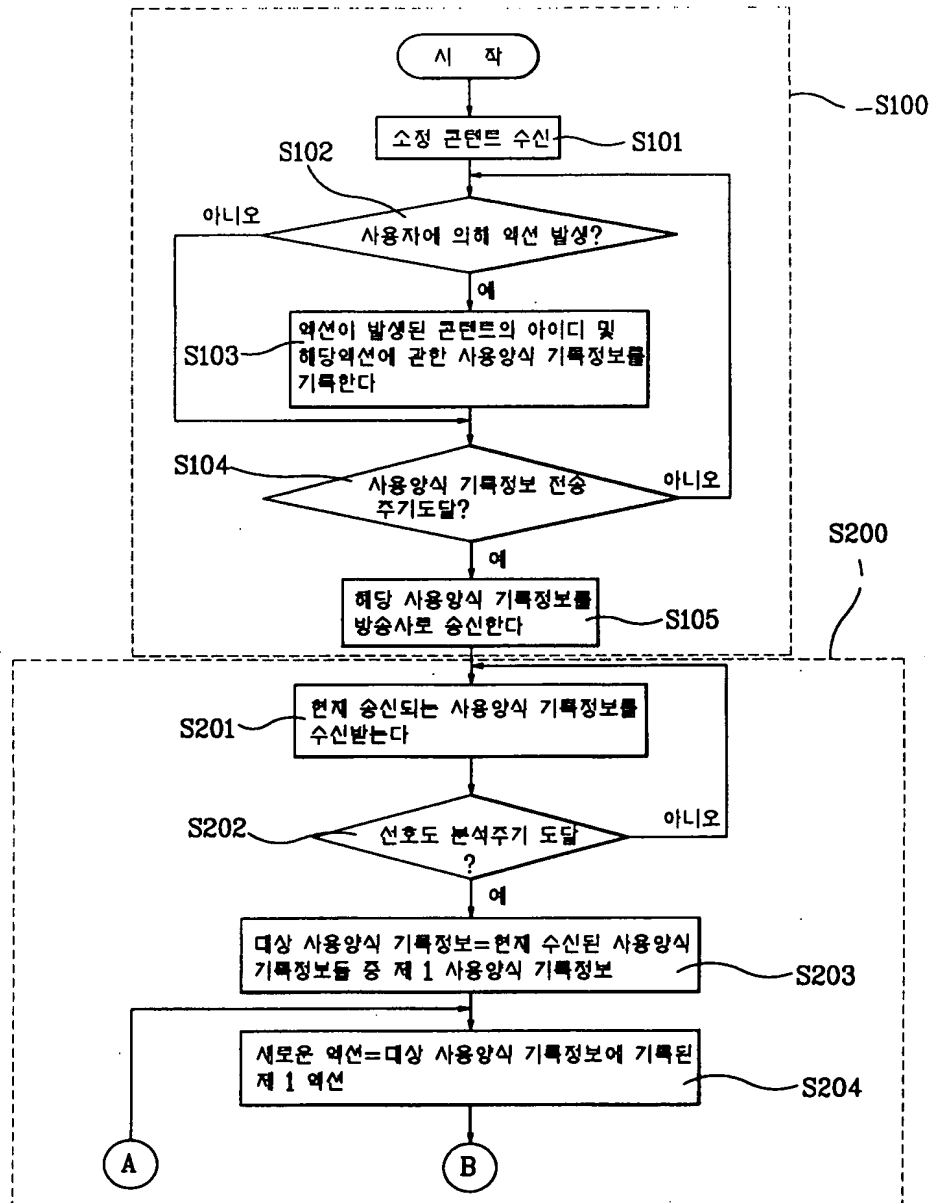 시 작
-S100
소정 콘텐트 수신
S101
S102
아니오
사용자에 의해 액션 발생?
예
S103
액션이 발생된 콘텐트의 아이디 및
해당액션에 관한 사용양식 기록정보를
기록한다
S104
사용양식 기록정보 전송
주기도달?
아니오
예
S200
해당 사용양식 기록정보를
방송사로 송신한다
S105
S201
현재 송신되는 사용양식 기록정보를
수신받는다
S202
선호도 분석주기 도달
?
아니오
예
대상 사용양식 기록정보=현재 수신된 사용양식
기록정보들 중 제 1 사용양식 기록정보
S203
새로운 액션=대상 사용양식 기록정보에 기록된
제 1 액션
S204
A
B